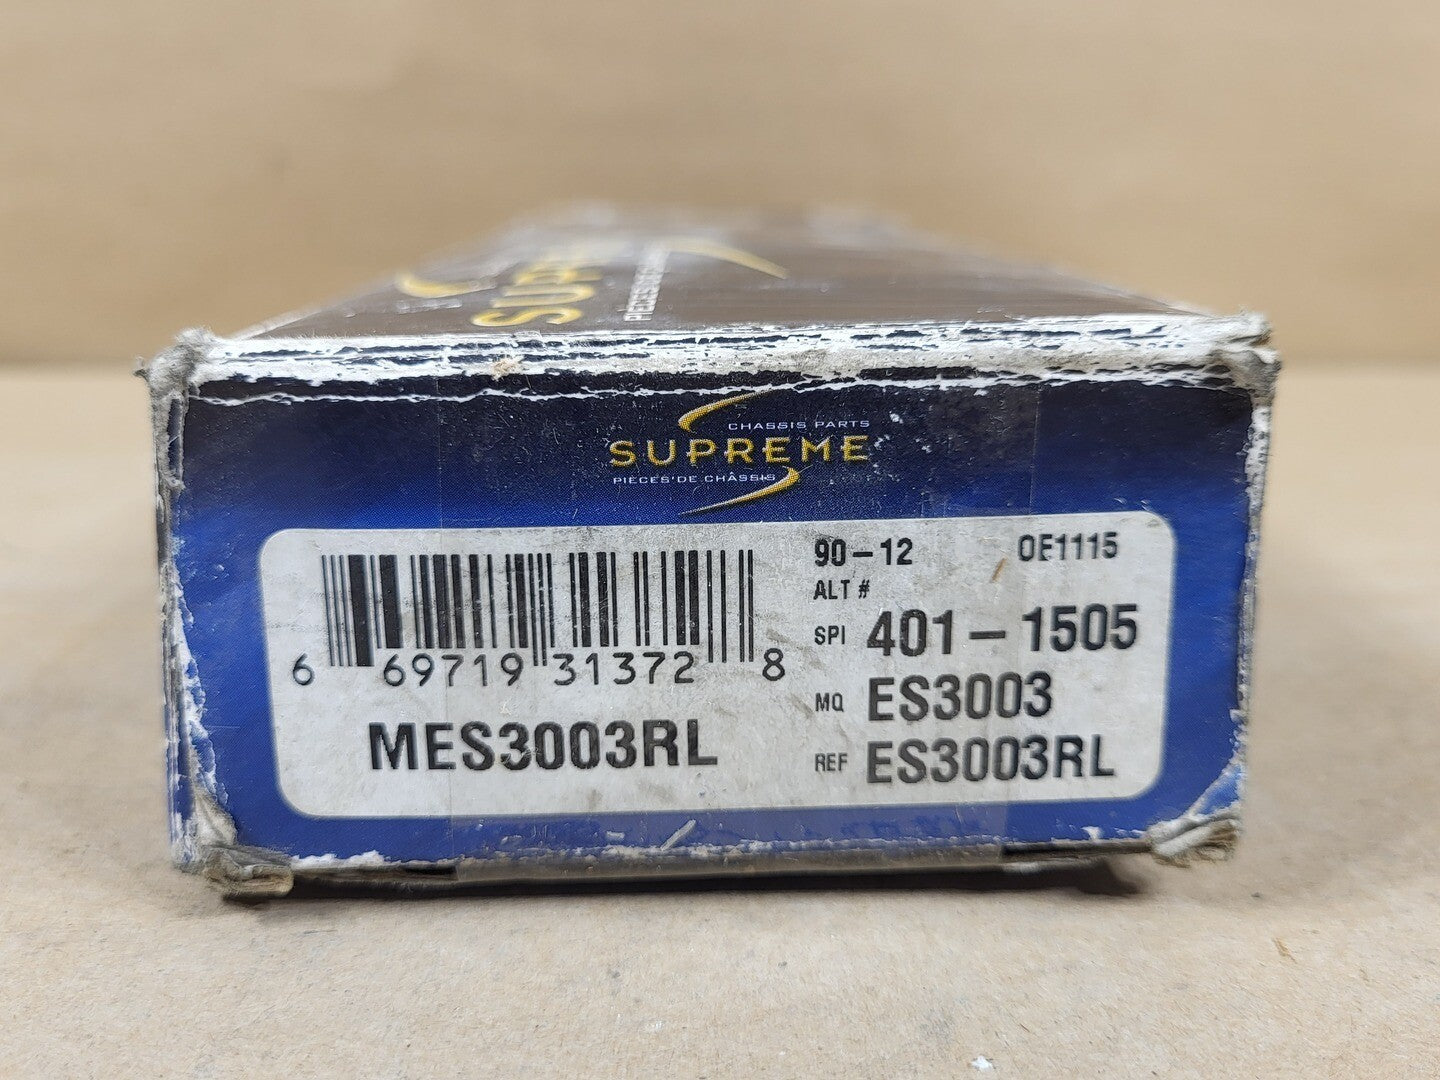 CHASSIS PARTS
SUPREME
PIÈCES DE CHÂSSIS
6 69719 31372 8
MES3003RL
90-12 OE1115
ALT #
SPI 401-1505
MQ ES3003
REF ES3003RL